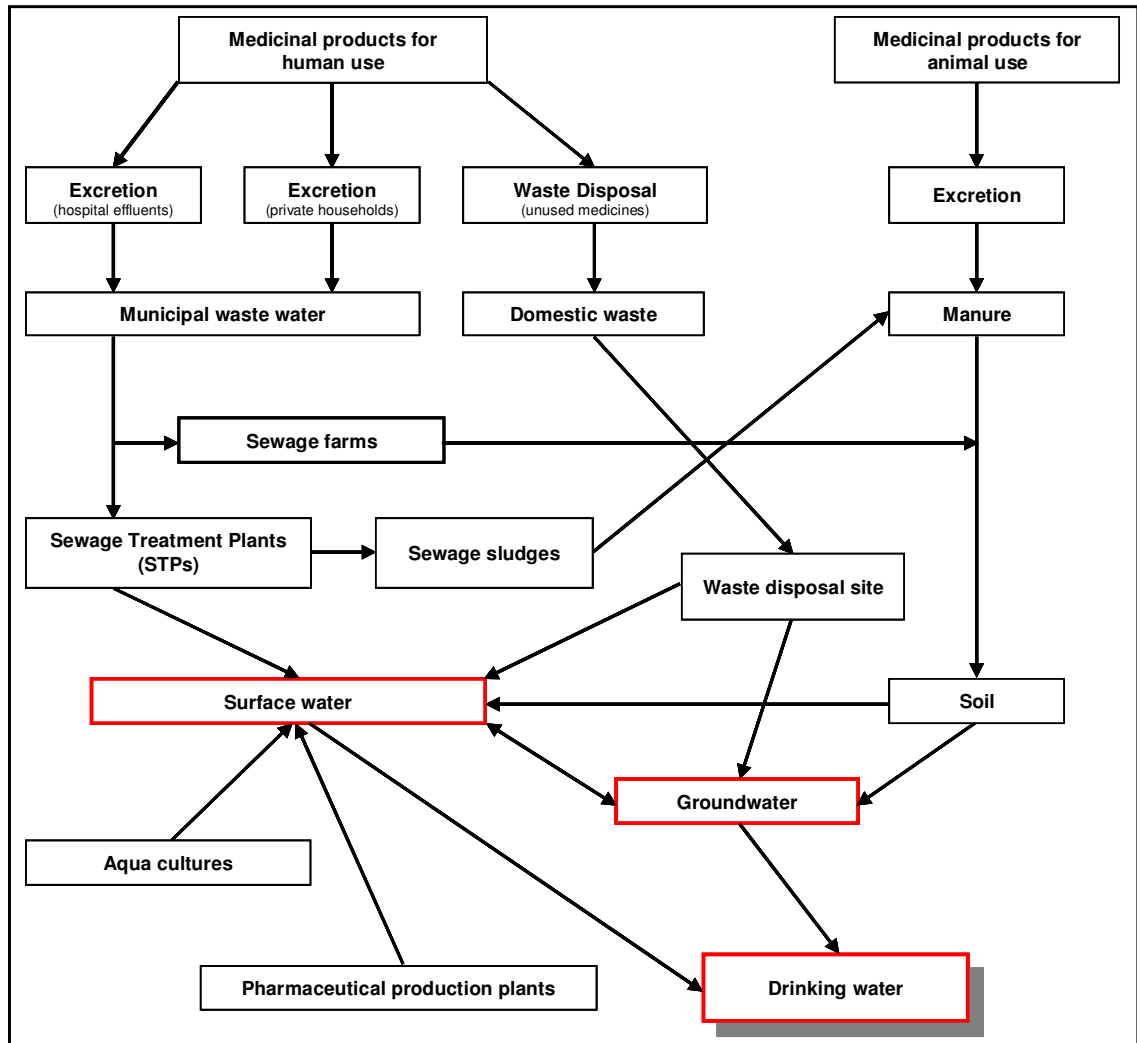 Medicinal products for
human use
Medicinal products for
animal use
Excretion
(hospital effluents)
Excretion
(private households)
Waste Disposal
(unused medicines)
Excretion
Municipal waste water
Domestic waste
Manure
Sewage farms
Sewage Treatment Plants
(STPs)
Sewage sludges
Waste disposal site
Surface water
Soil
Groundwater
Aqua cultures
Pharmaceutical production plants
Drinking water